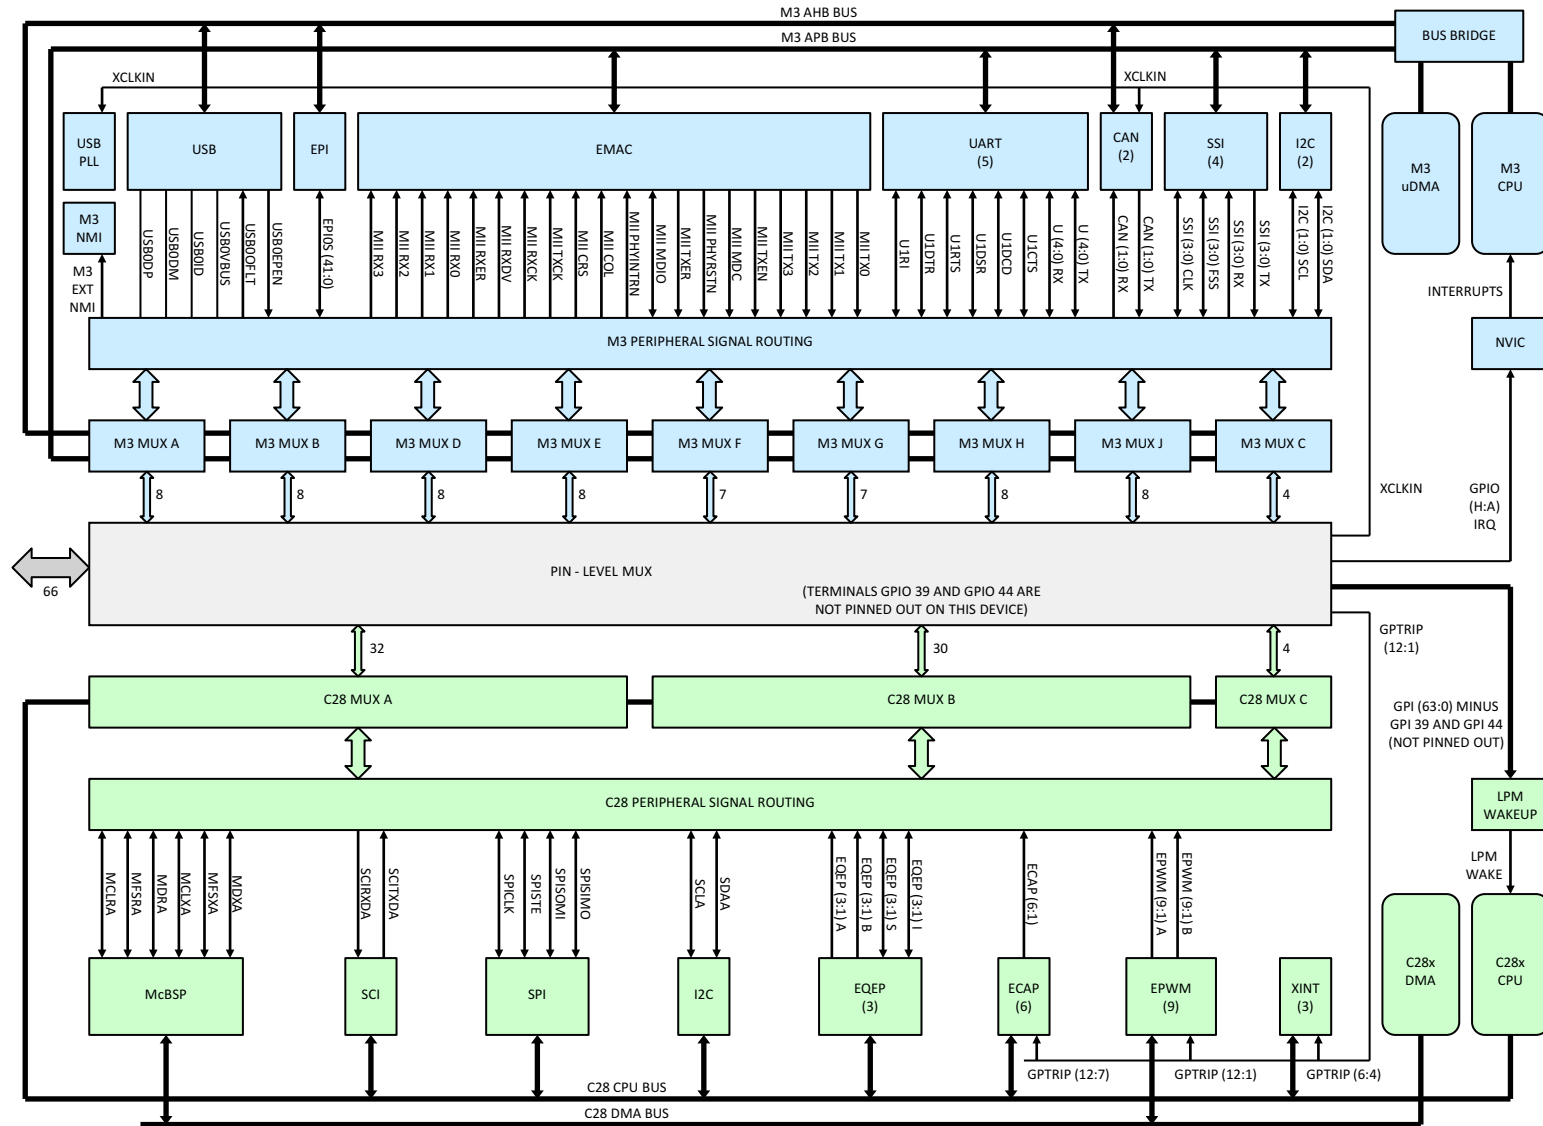 M3 AHB BUS
M3 APB BUS
BUS BRIDGE
XCLKIN
XCLKIN
USB
PLL
USB
EPI
EMAC
UART
(5)
CAN
(2)
SSI
(4)
I2C
(2)
M3
uDMA
M3
CPU
M3
NMI
M3
EXT
NMI
USB0DP
USB0DM
USB0ID
USB0VBUS
USB0OFLT
USB0EPEN
EPI0S (41:0)
MII RX3
MII RX2
MII RX1
MII RX0
MII RXER
MII RXDV
MII RXCK
MII TXCK
MII CRS
MII COL
MII PHYINTRN
MII MDIO
MII TXER
MII PHYRSTN
MII MDC
MII TXEN
MII TX3
MII TX2
MII TX1
MII TX0
U1RI
U1DTR
U1RTS
U1DSR
U1DCD
U1CTS
U (4:0) RX
U (4:0) TX
CAN (1:0) RX
CAN (1:0) TX
SSI (3:0) CLK
SSI (3:0) FSS
SSI (3:0) RX
SSI (3:0) TX
I2C (1:0) SCL
I2C (1:0) SDA
INTERRUPTS
M3 PERIPHERAL SIGNAL ROUTING
NVIC
M3 MUX A
M3 MUX B
M3 MUX D
M3 MUX E
M3 MUX F
M3 MUX G
M3 MUX H
M3 MUX J
M3 MUX C
8
8
8
8
7
7
8
8
4
XCLKIN
GPIO
(H:A)
IRQ
PIN - LEVEL MUX
(TERMINALS GPIO 39 AND GPIO 44 ARE
NOT PINNED OUT ON THIS DEVICE)
66
32
30
4
GPTRIP
(12:1)
C28 MUX A
C28 MUX B
C28 MUX C
GPI (63:0) MINUS
GPI 39 AND GPI 44
(NOT PINNED OUT)
C28 PERIPHERAL SIGNAL ROUTING
LPM
WAKEUP
LPM
WAKE
MCLRA
MFSRA
MDRA
MCLXA
MFSXA
MDXA
SCIRXDA
SCITXDA
SPICLK
SPISTE
SPISOMI
SPISIMO
SCLA
SDAA
EQEP (3:1) A
EQEP (3:1) B
EQEP (3:1) S
EQEP (3:1) I
ECAP (6:1)
EPWM (9:1) A
EPWM (9:1) B
McBSP
SCI
SPI
I2C
EQEP
(3)
ECAP
(6)
EPWM
(9)
XINT
(3)
C28x
DMA
C28x
CPU
GPTRIP (12:7)
GPTRIP (12:1)
GPTRIP (6:4)
C28 CPU BUS
C28 DMA BUS